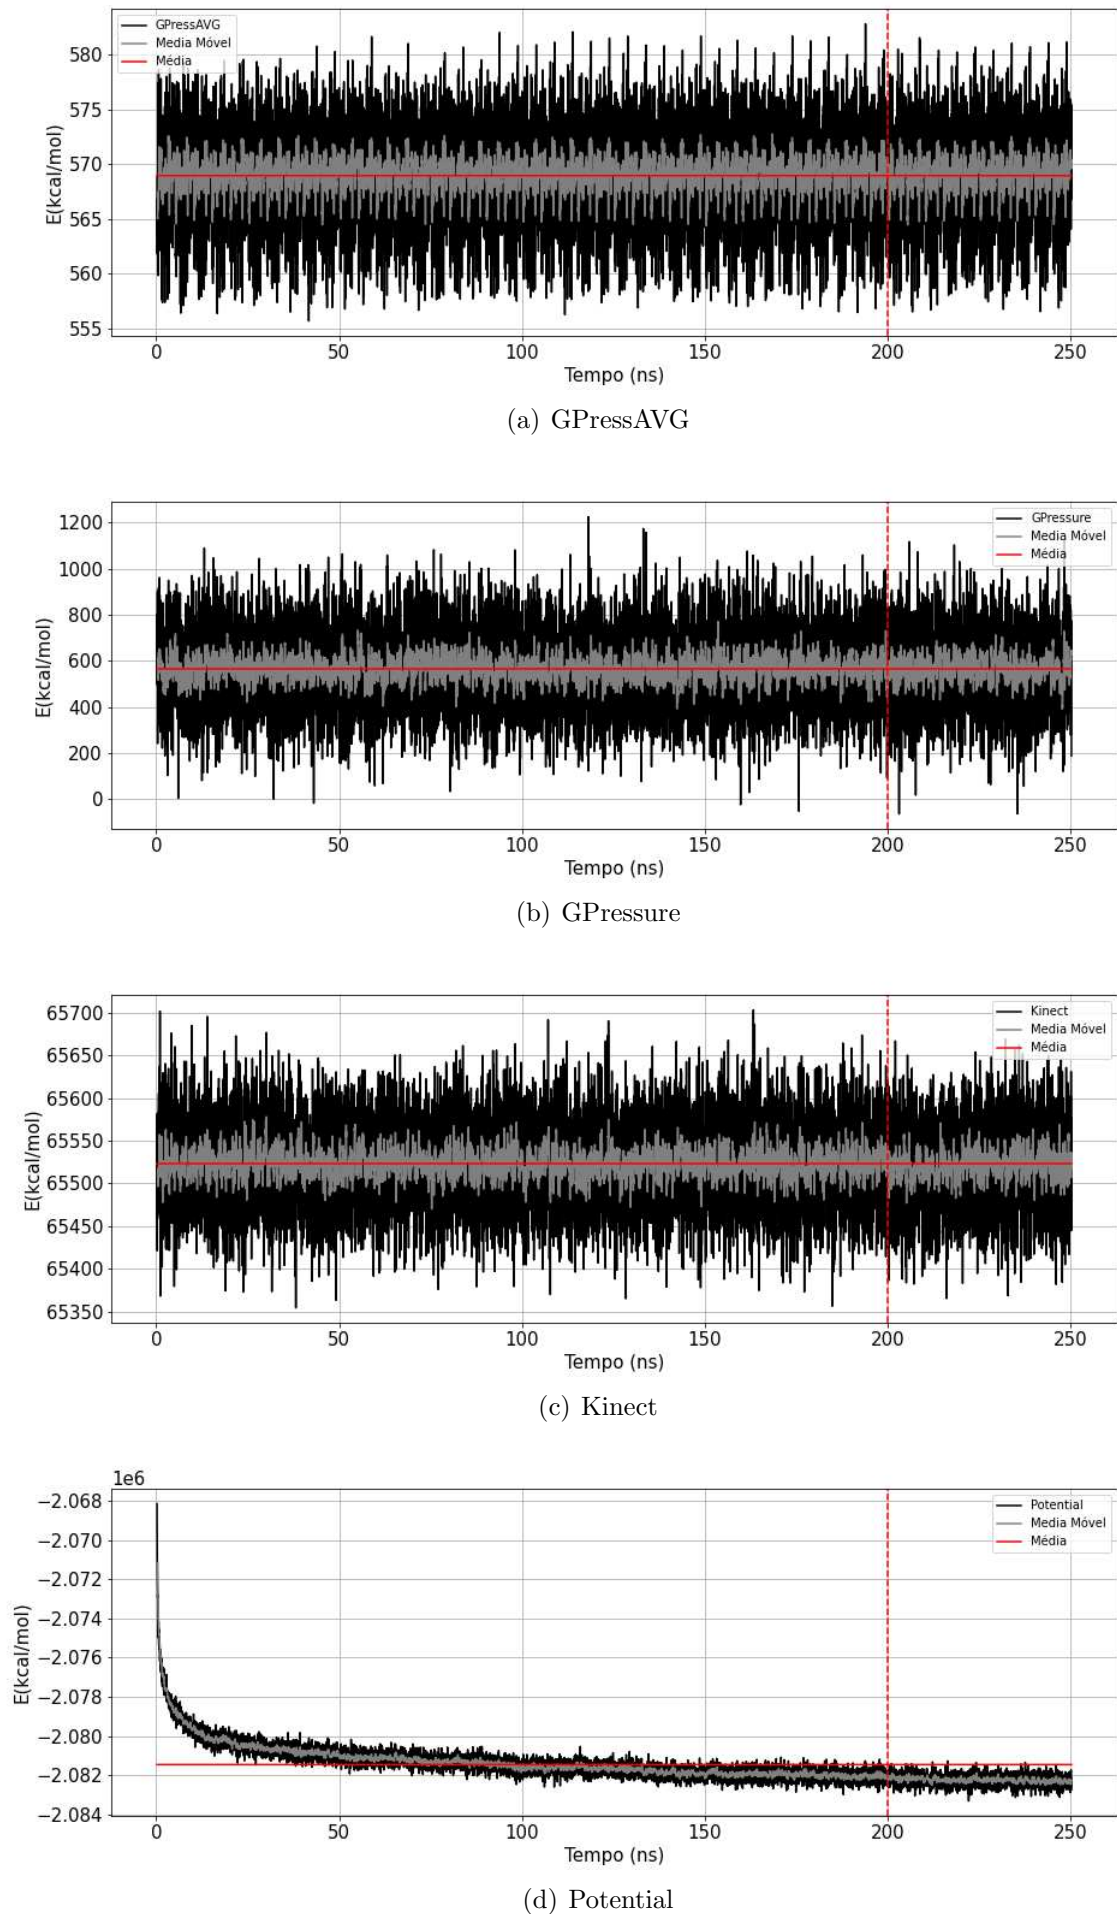 GPressAVG
Media Móvel
Média
580
575
570
565
560
555
E(kcal/mol)
0 50 100 150 200 250
Tempo (ns)
(a) GPressAVG
GPressure
Media Móvel
Média
1200
1000
800
600
400
200
0
E(kcal/mol)
0 50 100 150 200 250
Tempo (ns)
(b) GPressure
Kinect
Media Móvel
Média
65700
65650
65600
65550
65500
65450
65400
65350
E(kcal/mol)
0 50 100 150 200 250
Tempo (ns)
(c) Kinect
1e6
Potential
Media Móvel
Média
−2.068
−2.070
−2.072
−2.074
−2.076
−2.078
−2.080
−2.082
−2.084
E(kcal/mol)
0 50 100 150 200 250
Tempo (ns)
(d) Potential